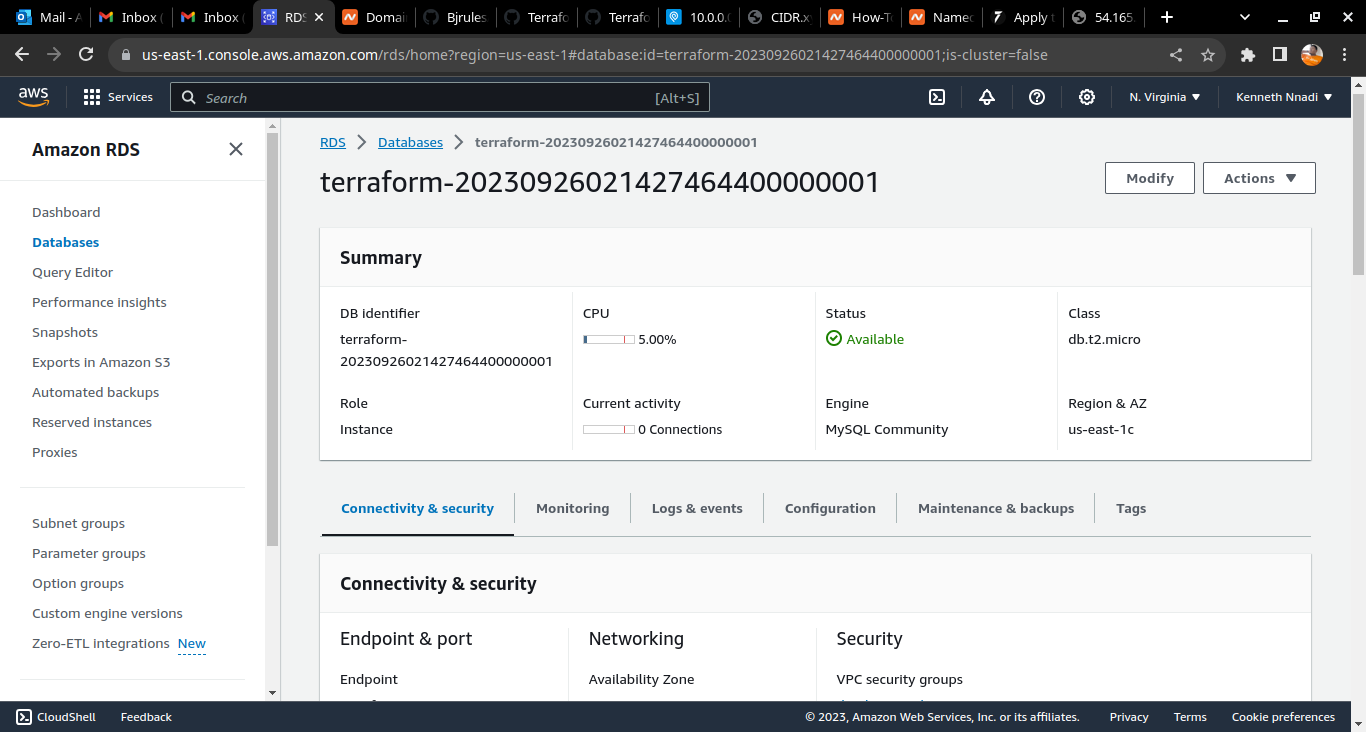 Mail - A
Inbox (
Inbox (
RDS
Domai
Bjrules
Terrafo
Terrafo
10.0.0.0
CIDR.x
How-To
Namec
Apply t
54.165.
us-east-1.console.aws.amazon.com/rds/home?region=us-east-1#database:id=terraform-20230926021427464400000001;is-cluster=false
aws
Services
Search
[Alt+S]
N. Virginia
Kenneth Nnadi
Amazon RDS
Dashboard
Databases
Query Editor
Performance insights
Snapshots
Exports in Amazon S3
Automated backups
Reserved instances
Proxies
Subnet groups
Parameter groups
Option groups
Custom engine versions
Zero-ETL integrations New
RDS
Databases
terraform-20230926021427464400000001
terraform-20230926021427464400000001
Modify
Actions
Summary
DB identifier
terraform-
20230926021427464400000001
CPU
5.00%
Status
Available
Class
db.t2.micro
Role
Instance
Current activity
0 Connections
Engine
MySQL Community
Region & AZ
us-east-1c
Connectivity & security
Monitoring
Logs & events
Configuration
Maintenance & backups
Tags
Connectivity & security
Endpoint & port
Endpoint
Networking
Availability Zone
Security
VPC security groups
CloudShell
Feedback
© 2023, Amazon Web Services, Inc. or its affiliates.
Privacy
Terms
Cookie preferences